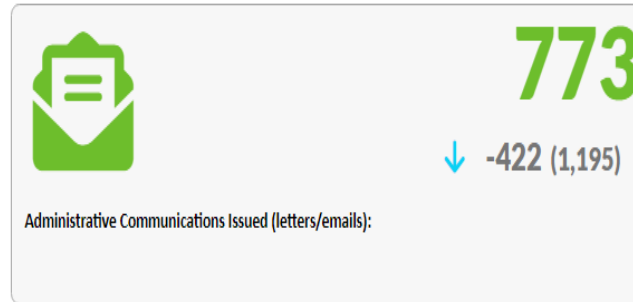 773
-422 (1,195)
Administrative Communications Issued (letters/emails):